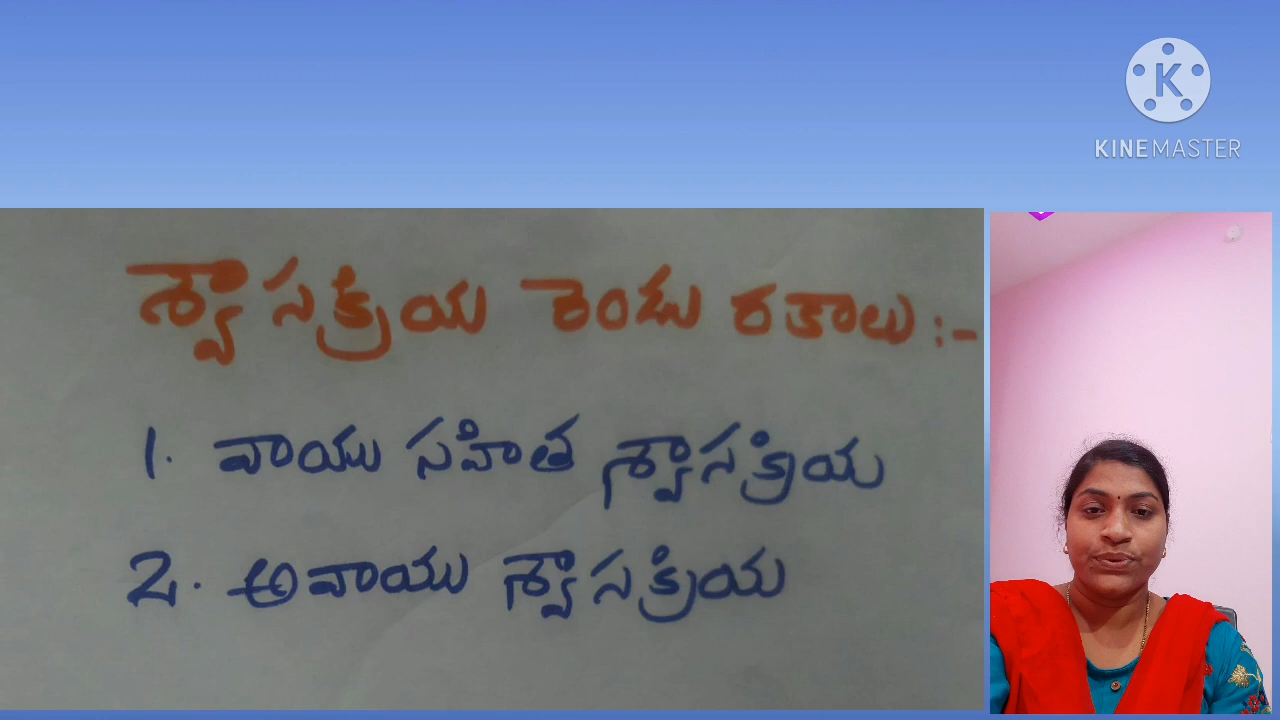 K
KINEMASTER
శ్వాసక్రియ రెండు రకాలు :-
1. వాయు సహిత శ్వాసక్రియ
2. అవాయు శ్వాసక్రియ